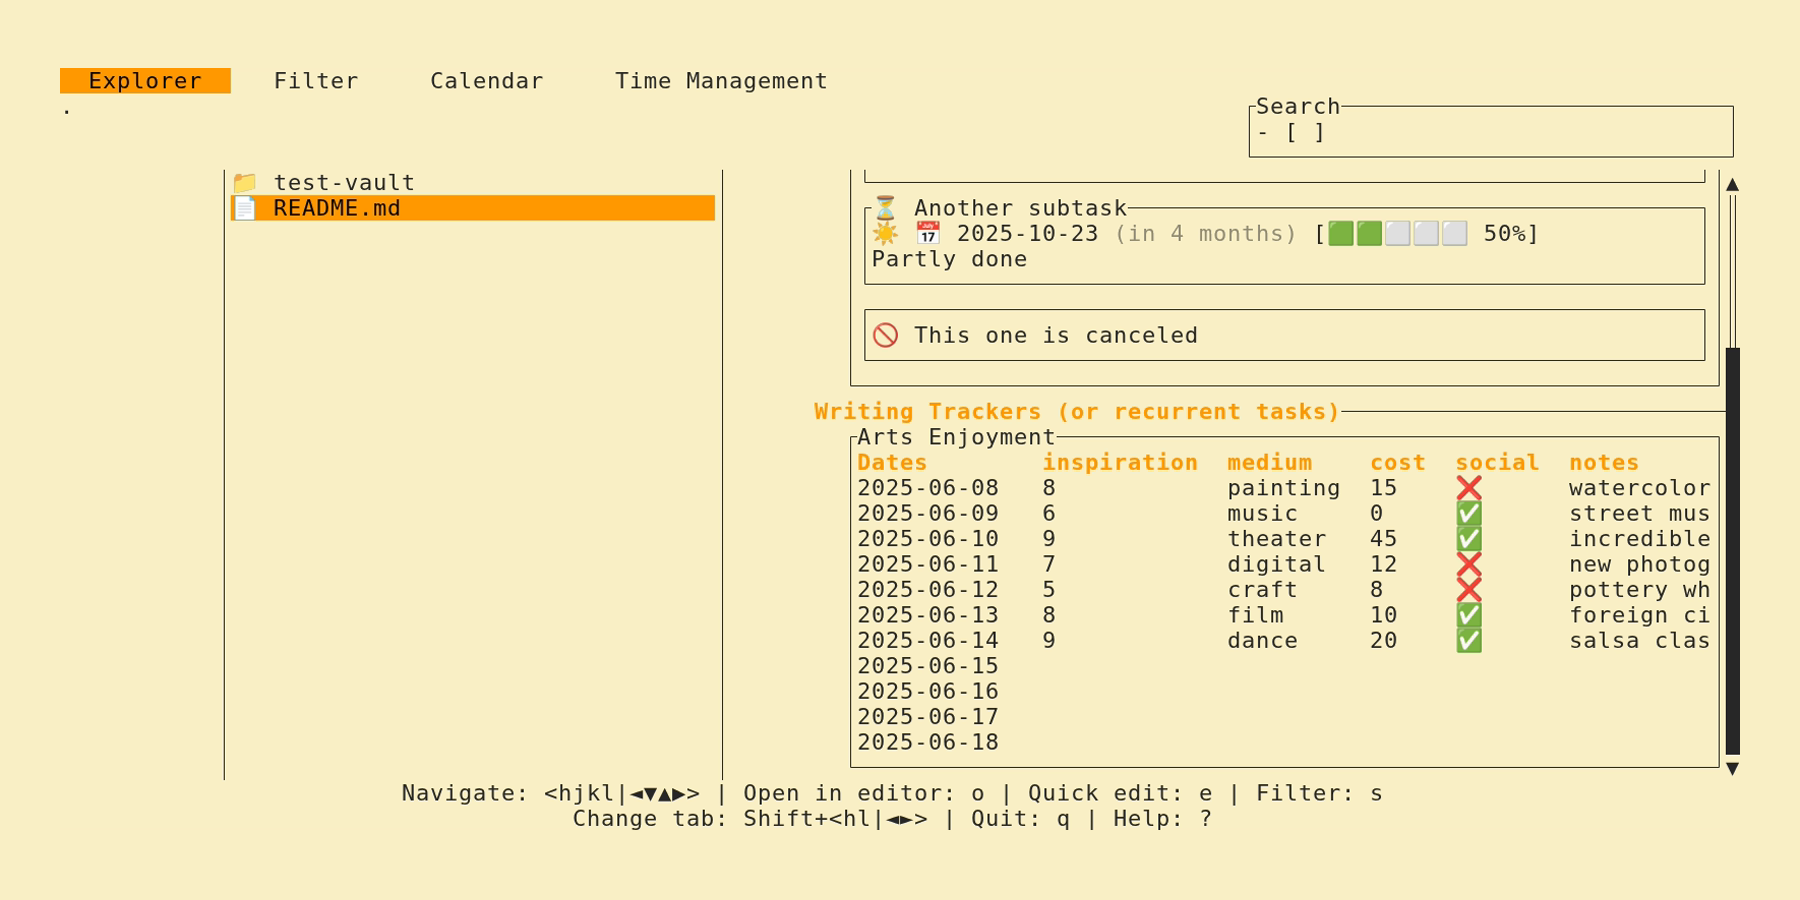 Explorer Filter Calendar Time Management
.
Search
- [ ]
📁 test-vault
📄 README.md
⏳ Another subtask
☀️ 📅 2025-10-23 (in 4 months) [🟩🟩⬜⬜⬜ 50%]
Partly done
🚫 This one is canceled
Writing Trackers (or recurrent tasks)
Arts Enjoyment
Dates inspiration medium cost social notes
2025-06-08 8 painting 15 ❌ watercolor
2025-06-09 6 music 0 ✅ street mus
2025-06-10 9 theater 45 ✅ incredible
2025-06-11 7 digital 12 ❌ new photog
2025-06-12 5 craft 8 ❌ pottery wh
2025-06-13 8 film 10 ✅ foreign ci
2025-06-14 9 dance 20 ✅ salsa clas
2025-06-15
2025-06-16
2025-06-17
2025-06-18
Navigate: <hjkl|◄▼▲►> | Open in editor: o | Quick edit: e | Filter: s
Change tab: Shift+<hl|◄►> | Quit: q | Help: ?